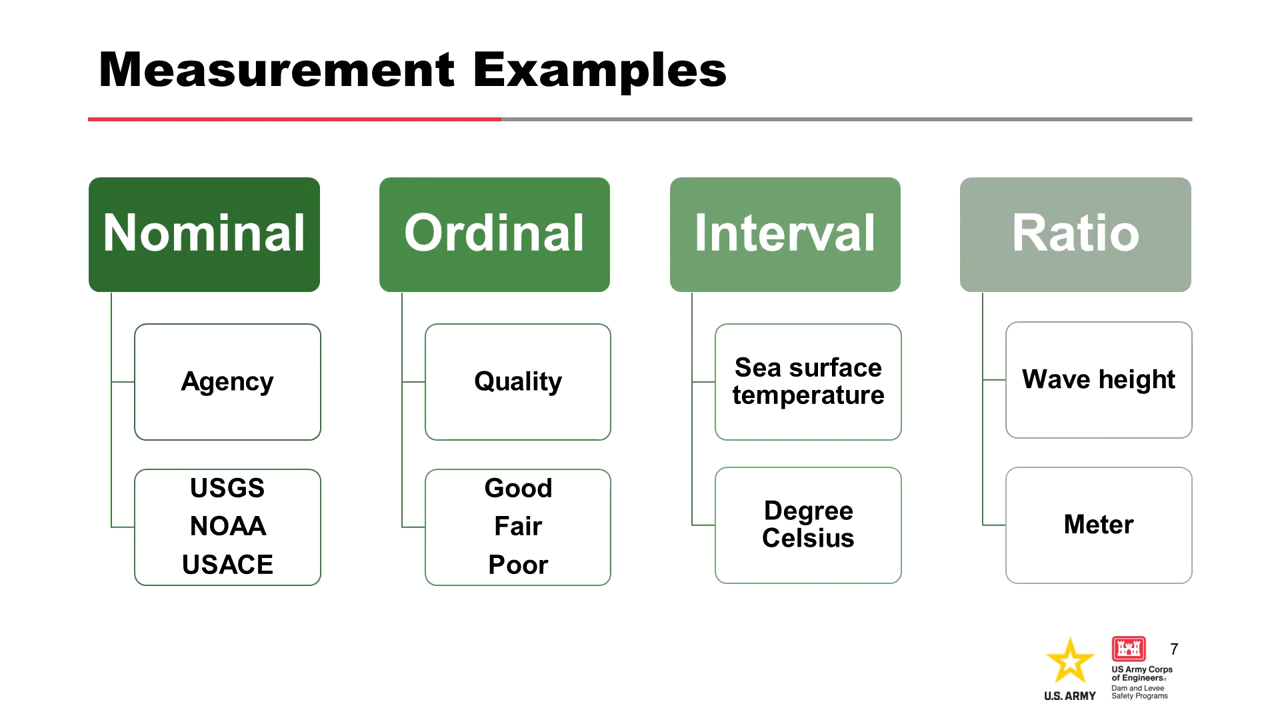 Measurement Examples
Nominal
Agency
USGS
NOAA
USACE
Ordinal
Quality
Good
Fair
Poor
Interval
Sea surface
temperature
Degree
Celsius
Ratio
Wave height
Meter
U.S. ARMY
US Army Corps
of Engineers®
Dam and Levee
Safety Programs
7